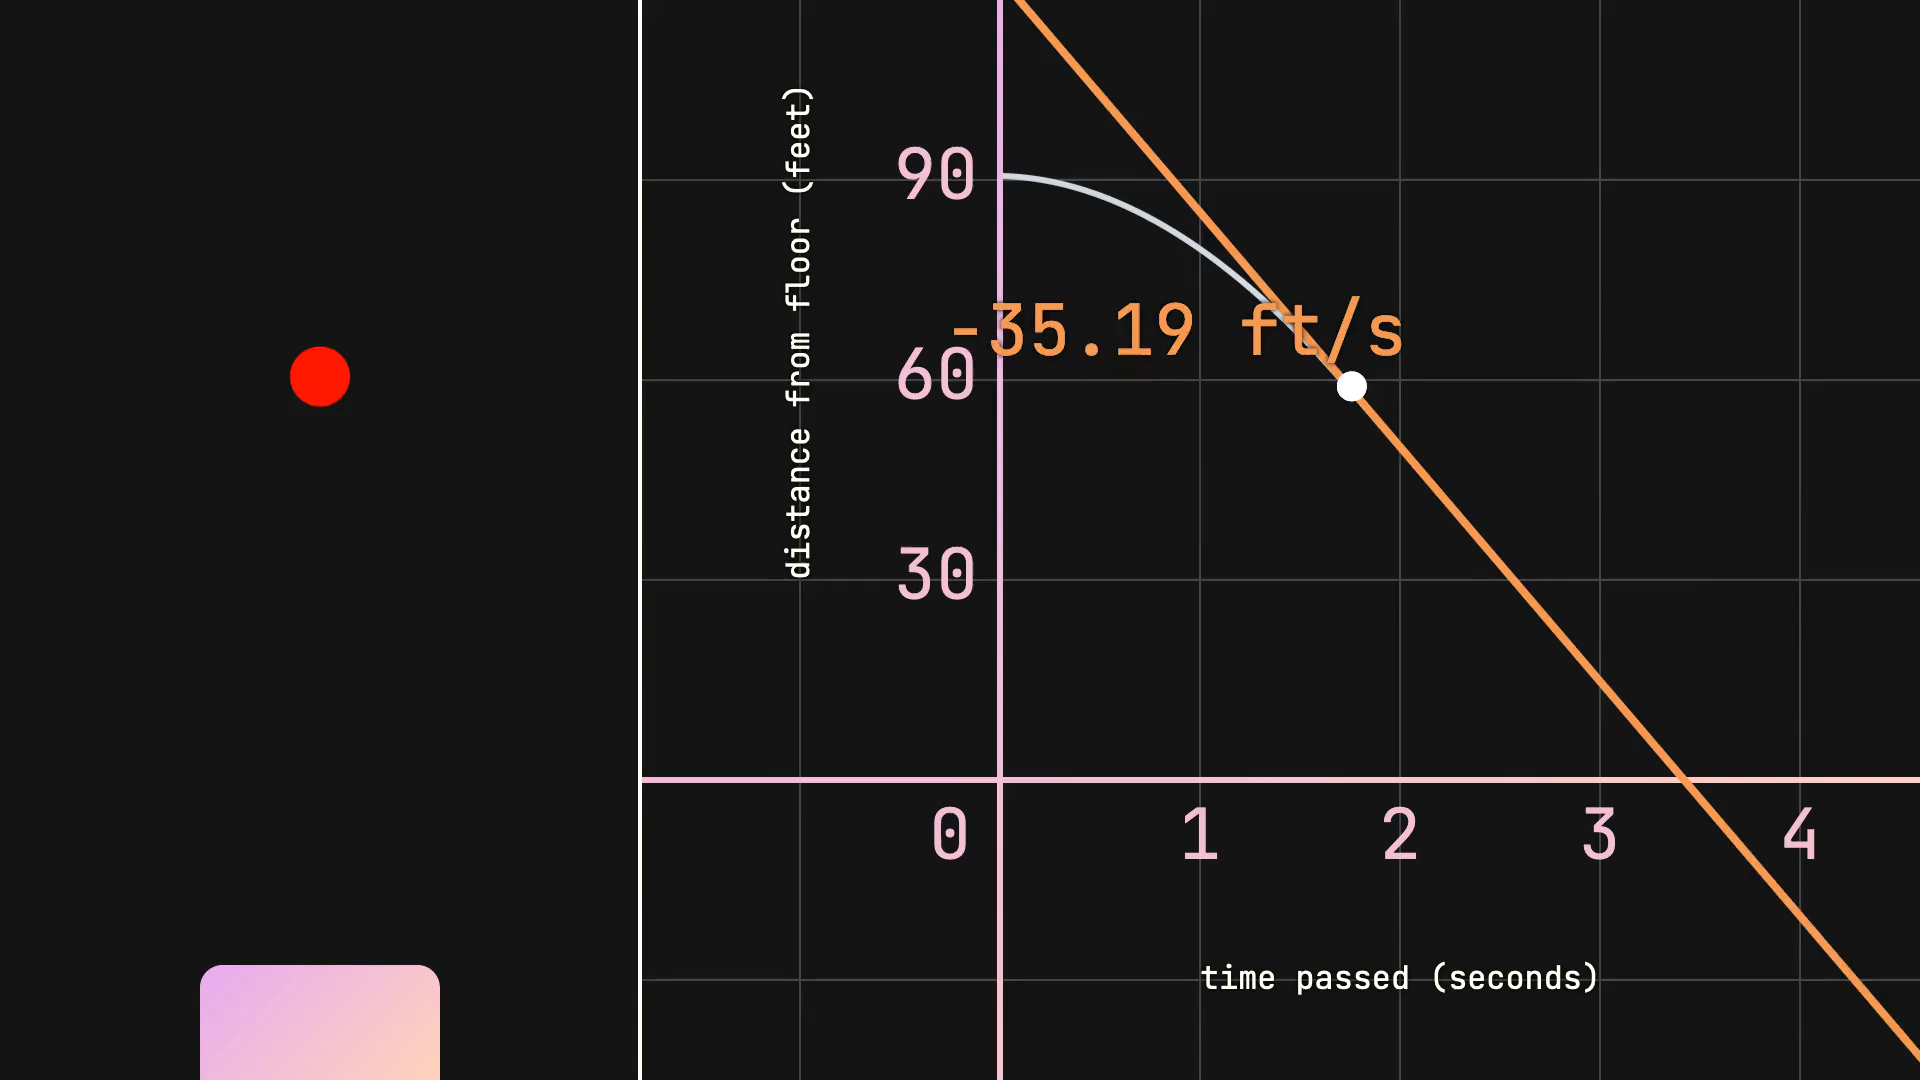 distance from floor (feet)
90
-35.19 ft/s
60
30
0 1 2 3 4
time passed (seconds)